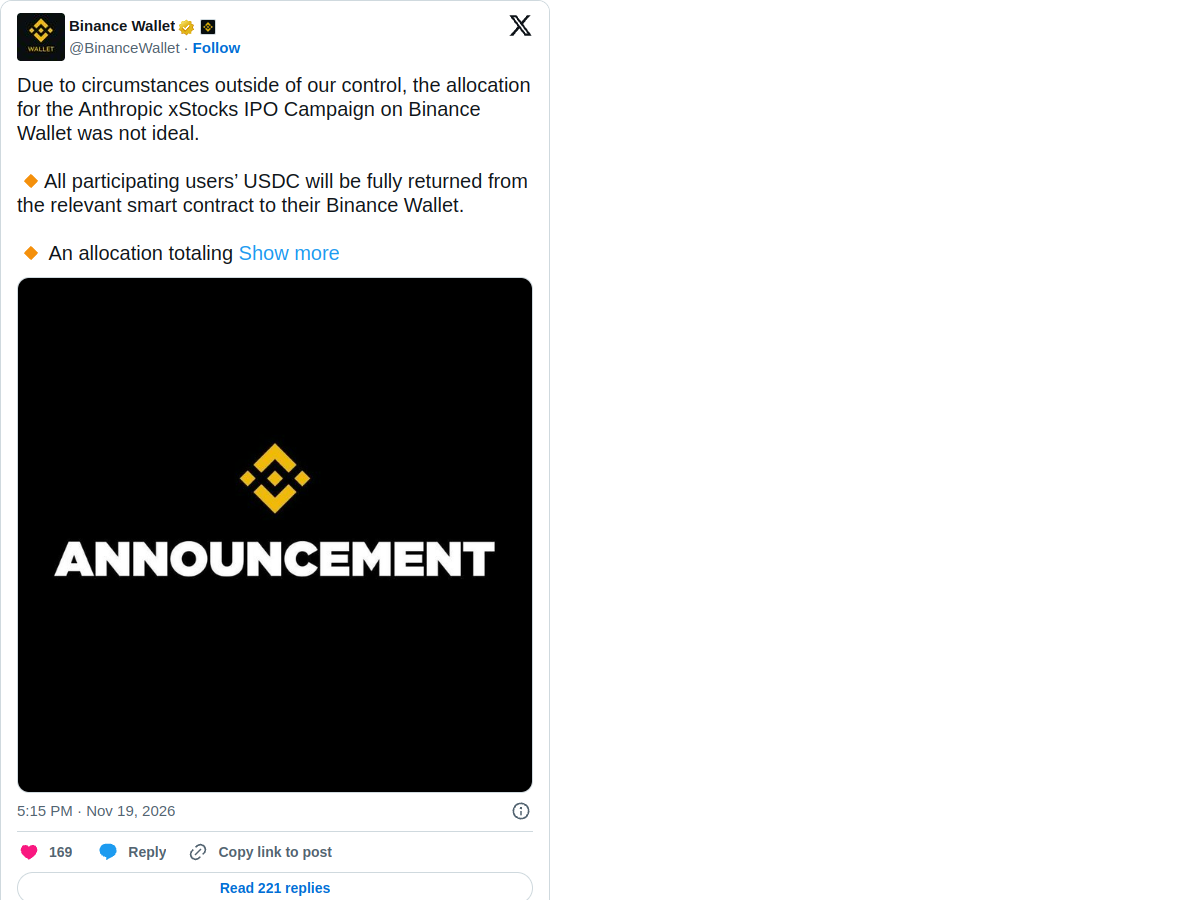 Binance Wallet
@BinanceWallet · Follow
Due to circumstances outside of our control, the allocation
for the Anthropic xStocks IPO Campaign on Binance
Wallet was not ideal.
🔸All participating users’ USDC will be fully returned from
the relevant smart contract to their Binance Wallet.
🔸 An allocation totaling Show more
WALLET
ANNOUNCEMENT
5:15 PM · Nov 19, 2026
169 Reply Copy link to post
Read 221 replies